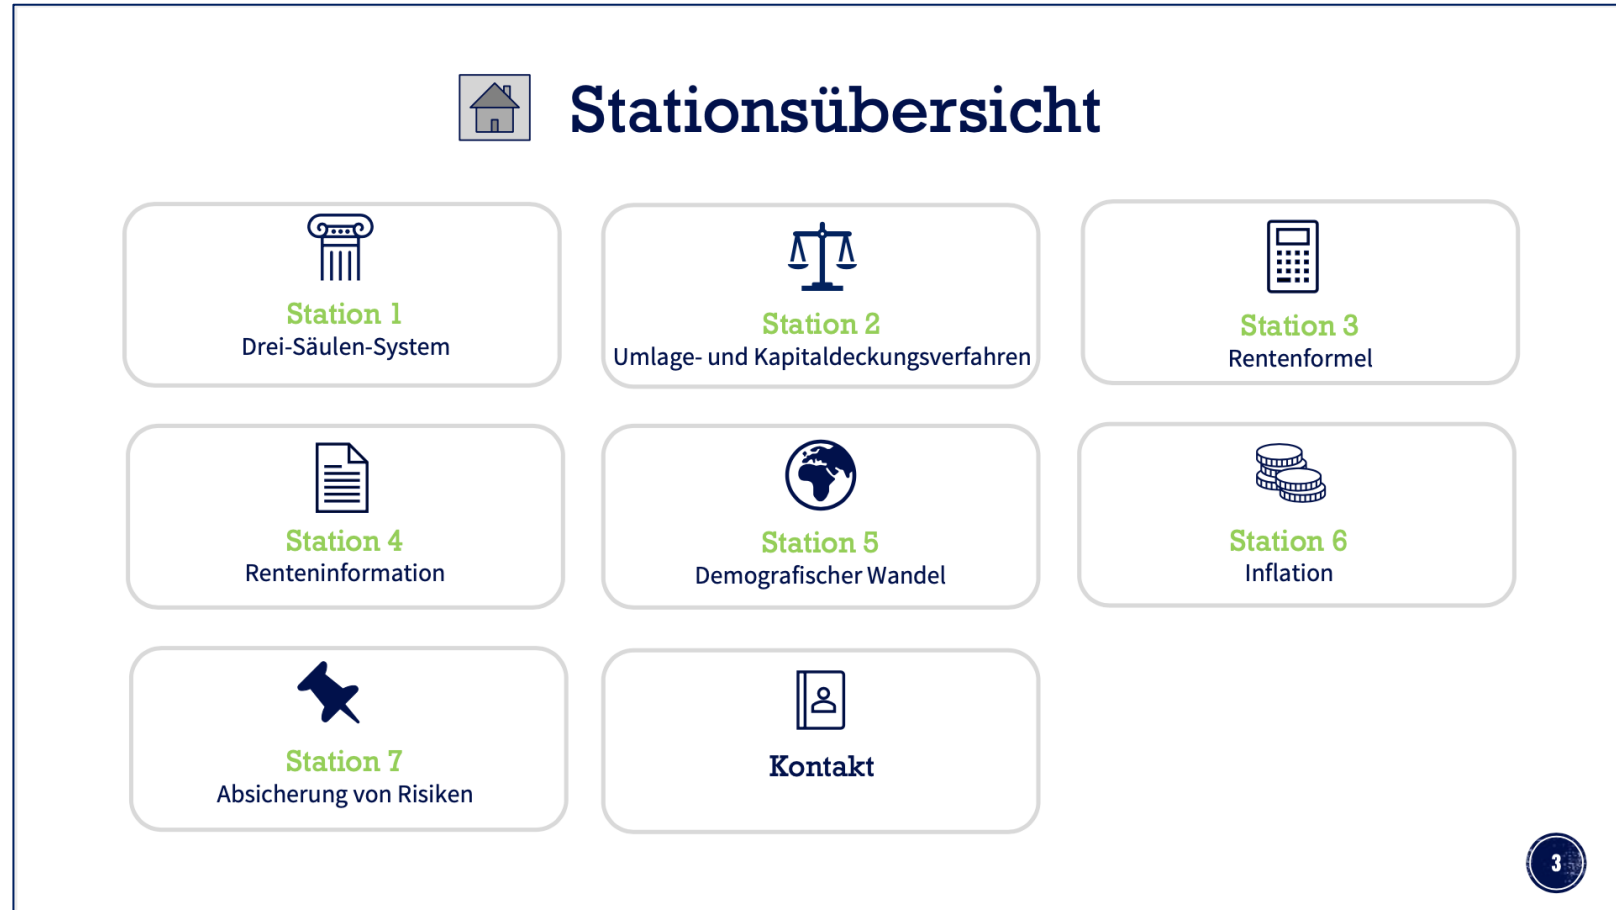 Stationsübersicht
Station 1
Drei-Säulen-System
Station 2
Umlage- und Kapitaldeckungsverfahren
Station 3
Rentenformel
Station 4
Renteninformation
Station 5
Demografischer Wandel
Station 6
Inflation
Station 7
Absicherung von Risiken
Kontakt
3